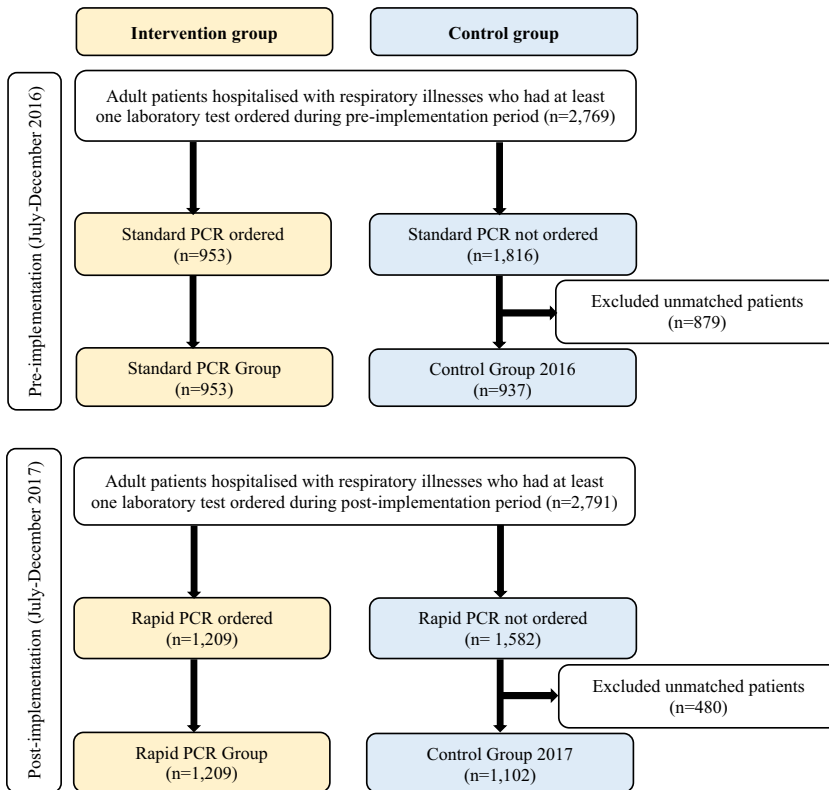 Intervention group
Control group
Pre-implementation (July-December 2016)
Adult patients hospitalised with respiratory illnesses who had at least
one laboratory test ordered during pre-implementation period (n=2,769)
Standard PCR ordered
(n=953)
Standard PCR not ordered
(n=1,816)
Excluded unmatched patients
(n=879)
Standard PCR Group
(n=953)
Control Group 2016
(n=937)
Post-implementation (July-December 2017)
Adult patients hospitalised with respiratory illnesses who had at least
one laboratory test ordered during post-implementation period (n=2,791)
Rapid PCR ordered
(n=1,209)
Rapid PCR not ordered
(n= 1,582)
Excluded unmatched patients
(n=480)
Rapid PCR Group
(n=1,209)
Control Group 2017
(n=1,102)